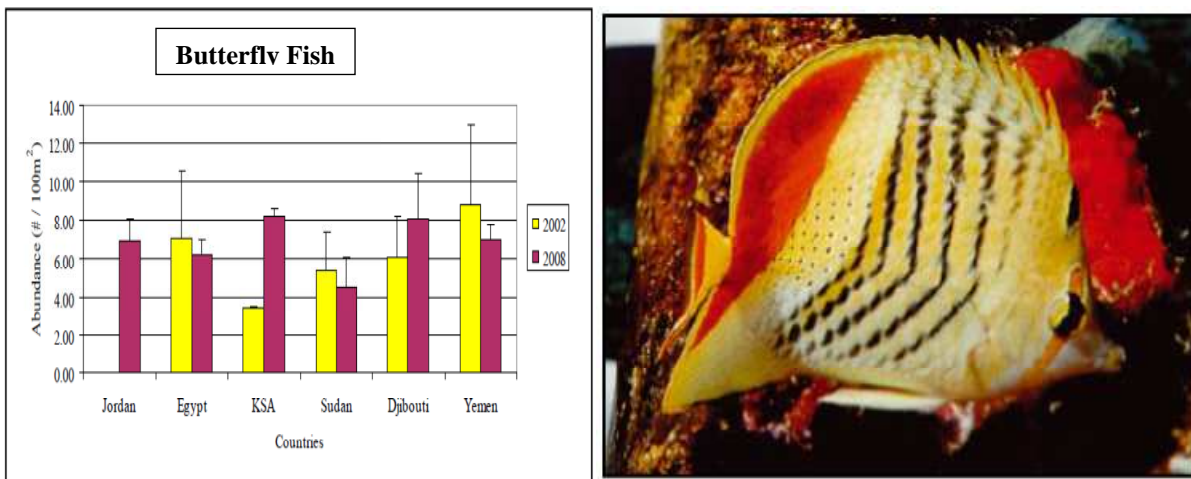 Butterfly Fish
Abundance (# / 100m²)
14.00
12.00
10.00
8.00
6.00
4.00
2.00
0.00
2002
2008
Jordan Egypt KSA Sudan Djibouti Yemen
Countries